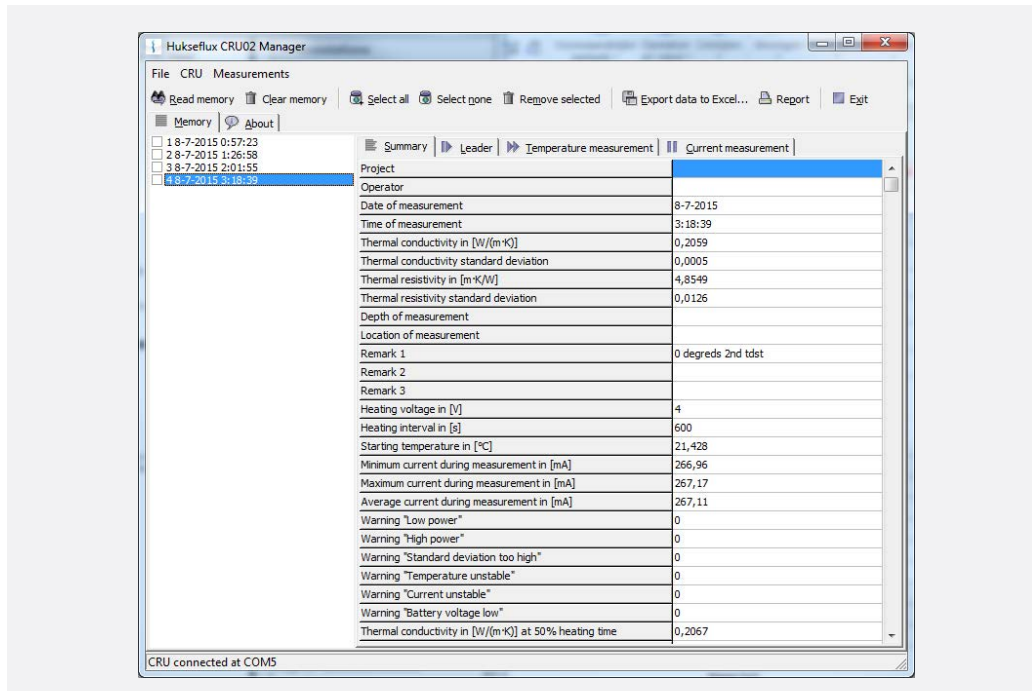 Hukseflux CRU02 Manager
File CRU Measurements
Read memory Clear memory Select all Select none Remove selected Export data to Excel... Report Exit
Memory About
1 8-7-2015 0:57:23
2 8-7-2015 1:26:58
3 8-7-2015 2:01:55
4 8-7-2015 3:18:39
Summary Leader Temperature measurement Current measurement
Project
Operator
Date of measurement 8-7-2015
Time of measurement 3:18:39
Thermal conductivity in [W/(m·K)] 0,2059
Thermal conductivity standard deviation 0,0005
Thermal resistivity in [m·K/W] 4,8549
Thermal resistivity standard deviation 0,0126
Depth of measurement
Location of measurement
Remark 1 0 degreds 2nd tdst
Remark 2
Remark 3
Heating voltage in [V] 4
Heating interval in [s] 600
Starting temperature in [°C] 21,428
Minimum current during measurement in [mA] 266,96
Maximum current during measurement in [mA] 267,17
Average current during measurement in [mA] 267,11
Warning "Low power" 0
Warning "High power" 0
Warning "Standard deviation too high" 0
Warning "Temperature unstable" 0
Warning "Current unstable" 0
Warning "Battery voltage low" 0
Thermal conductivity in [W/(m·K)] at 50% heating time 0,2067
CRU connected at COM5